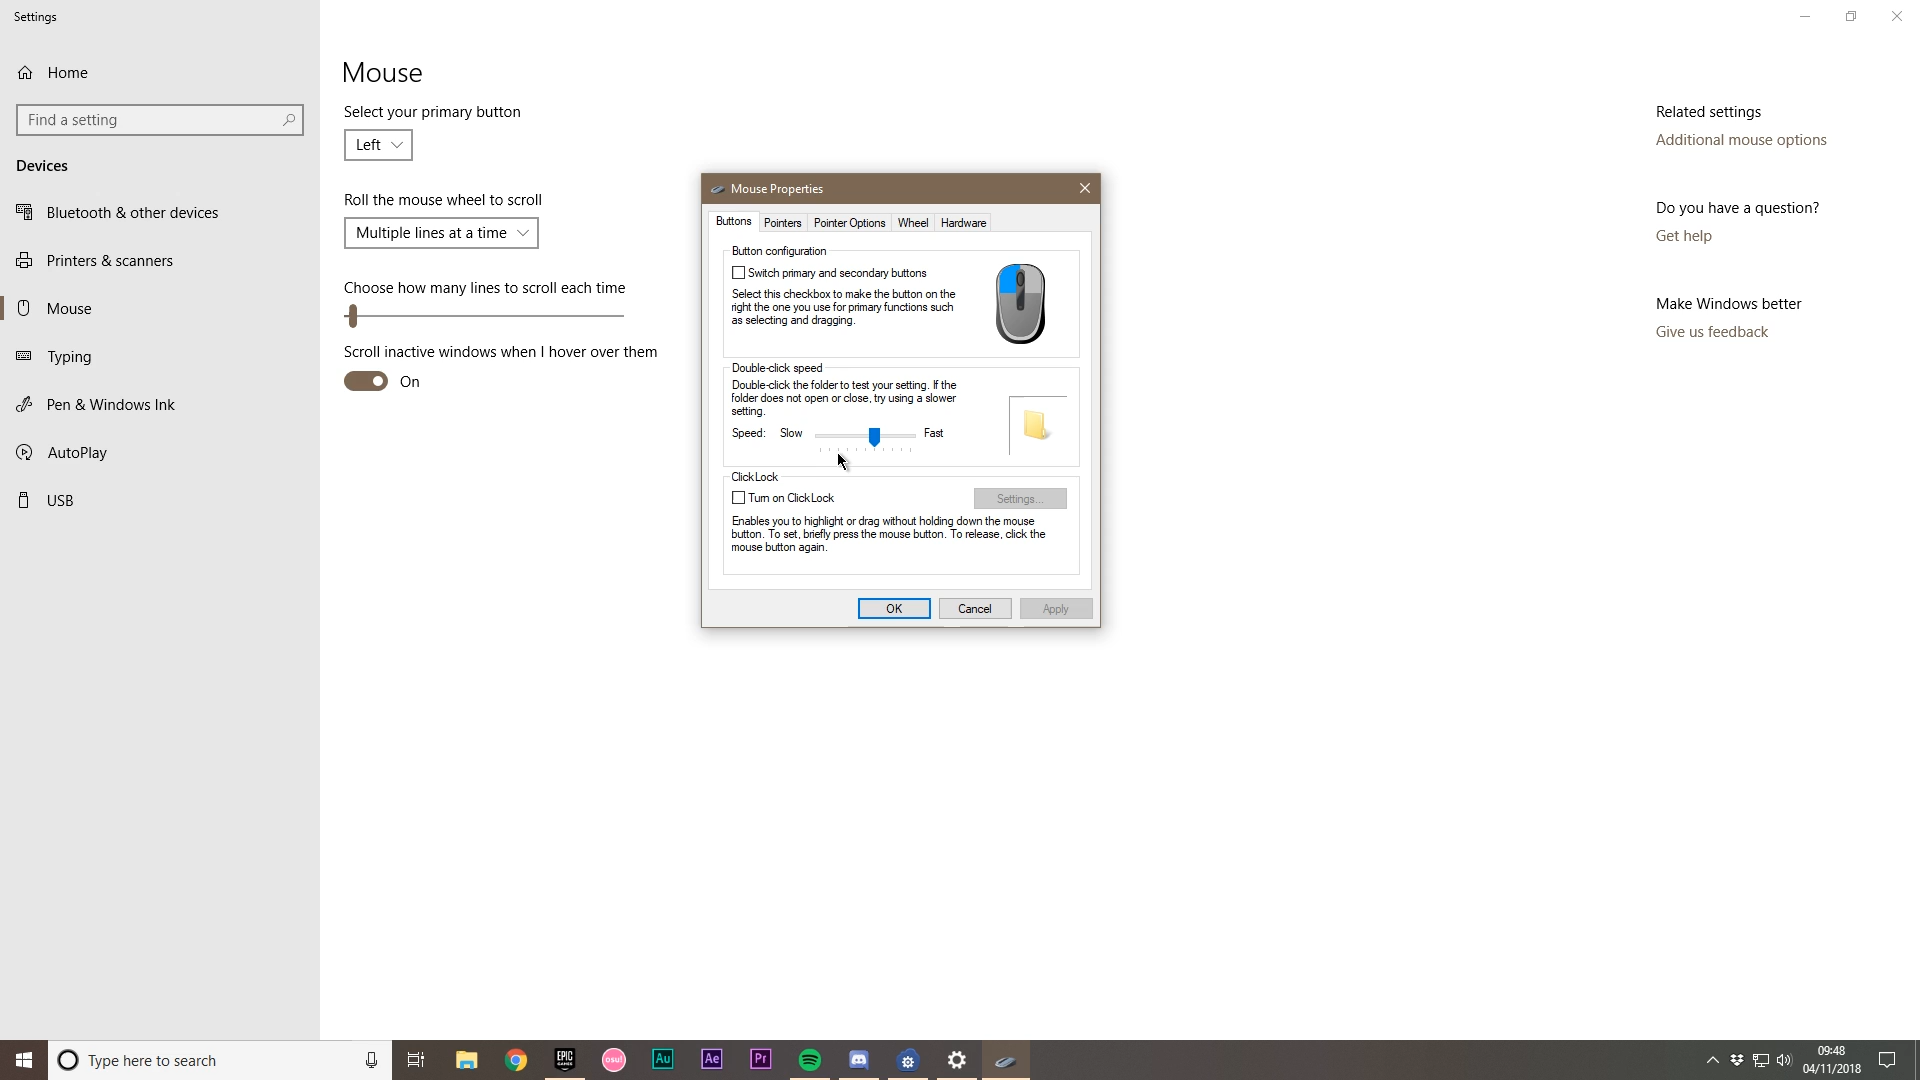 Settings
Home
Find a setting
Devices
Bluetooth & other devices
Printers & scanners
Mouse
Typing
Pen & Windows Ink
AutoPlay
USB
Mouse
Select your primary button
Left
Roll the mouse wheel to scroll
Multiple lines at a time
Choose how many lines to scroll each time
Scroll inactive windows when I hover over them
On
Mouse Properties
Buttons Pointers Pointer Options Wheel Hardware
Button configuration
Switch primary and secondary buttons
Select this checkbox to make the button on the
right the one you use for primary functions such
as selecting and dragging.
Double-click speed
Double-click the folder to test your setting. If the
folder does not open or close, try using a slower
setting.
Speed: Slow Fast
ClickLock
Turn on ClickLock
Settings...
Enables you to highlight or drag without holding down the mouse
button. To set, briefly press the mouse button. To release, click the
mouse button again.
OK Cancel Apply
Related settings
Additional mouse options
Do you have a question?
Get help
Make Windows better
Give us feedback
Type here to search
EPIC
GAMES
osu!
Au
Ae
Pr
09:48
04/11/2018